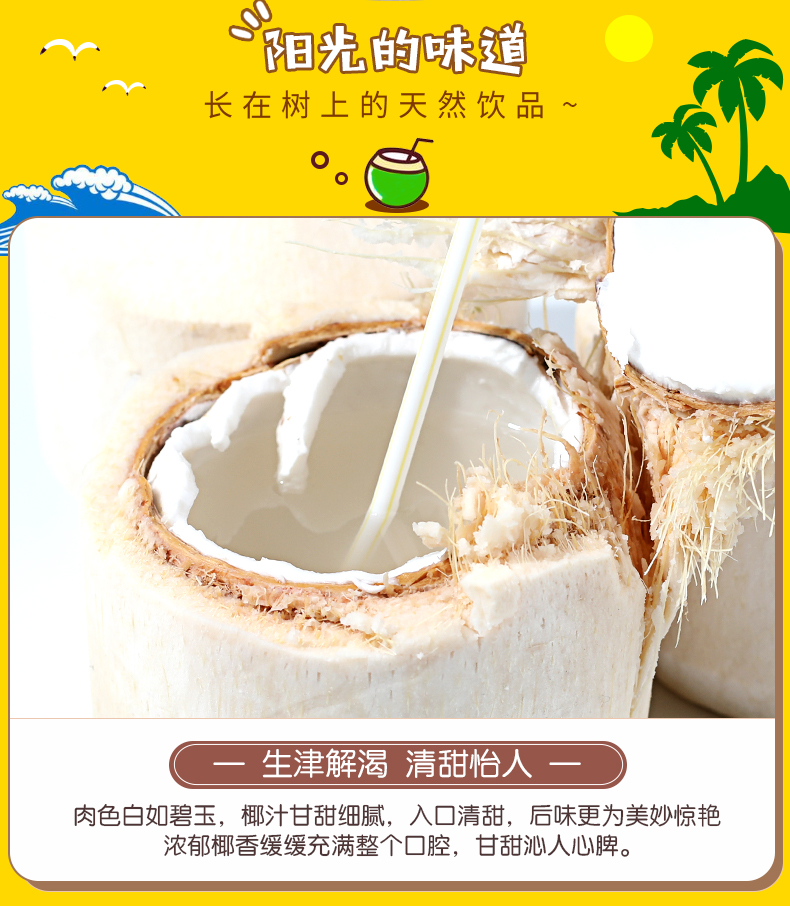 阳光的味道
长在树上的天然饮品~
— 生津解渴 清甜怡人 —
肉色白如碧玉，椰汁甘甜细腻，入口清甜，后味更为美妙惊艳
浓郁椰香缓缓充满整个口腔，甘甜沁人心脾。